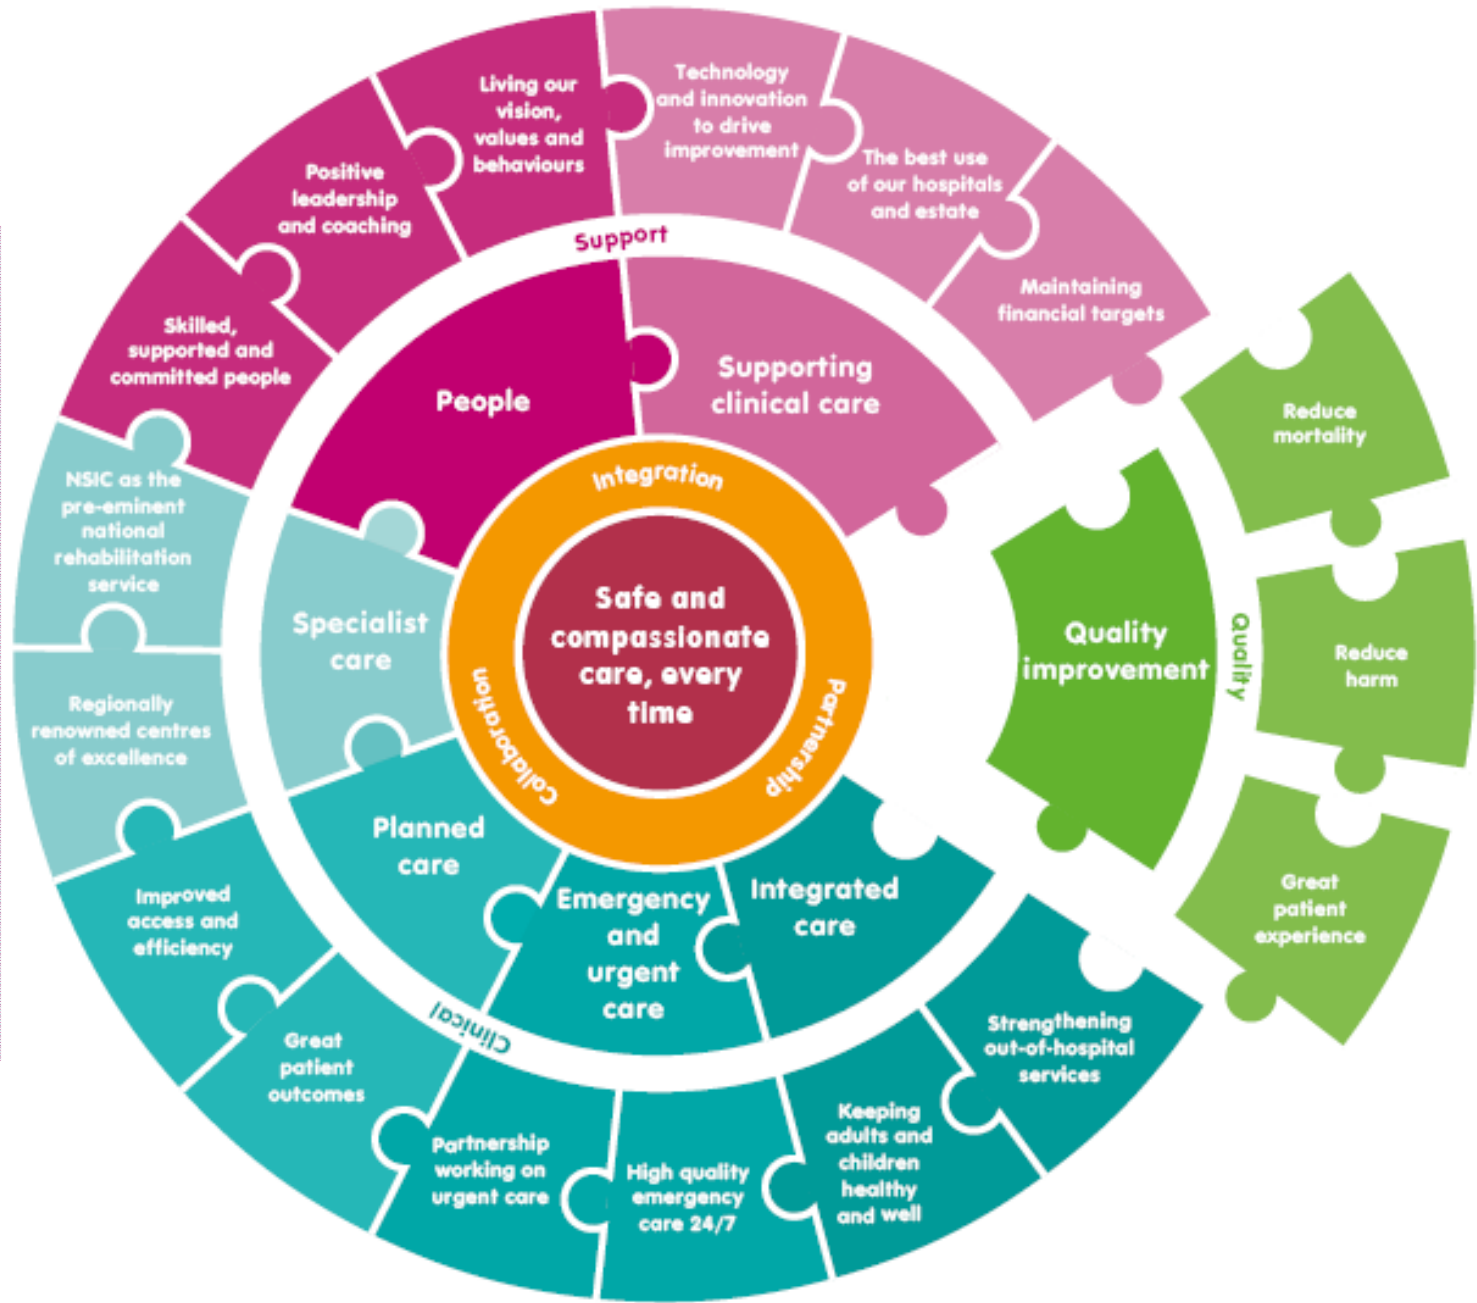 Living our
vision,
values and
behaviours
Technology
and innovation
to drive
improvement
The best use
of our hospitals
and estate
Maintaining
financial targets
Positive
leadership
and coaching
Skilled,
supported and
committed people
Support
People
Supporting
clinical care
Reduce
mortality
Reduce
harm
Great
patient
experience
Quality
Quality
improvement
Integration
Partnership
Collaboration
Safe and
compassionate
care, every
time
NSIC as the
pre-eminent
national
rehabilitation
service
Regionally
renowned centres
of excellence
Specialist
care
Planned
care
Emergency
and
urgent
care
Integrated
care
Clinical
Improved
access and
efficiency
Great
patient
outcomes
Partnership
working on
urgent care
High quality
emergency
care 24/7
Keeping
adults and
children
healthy
and well
Strengthening
out-of-hospital
services